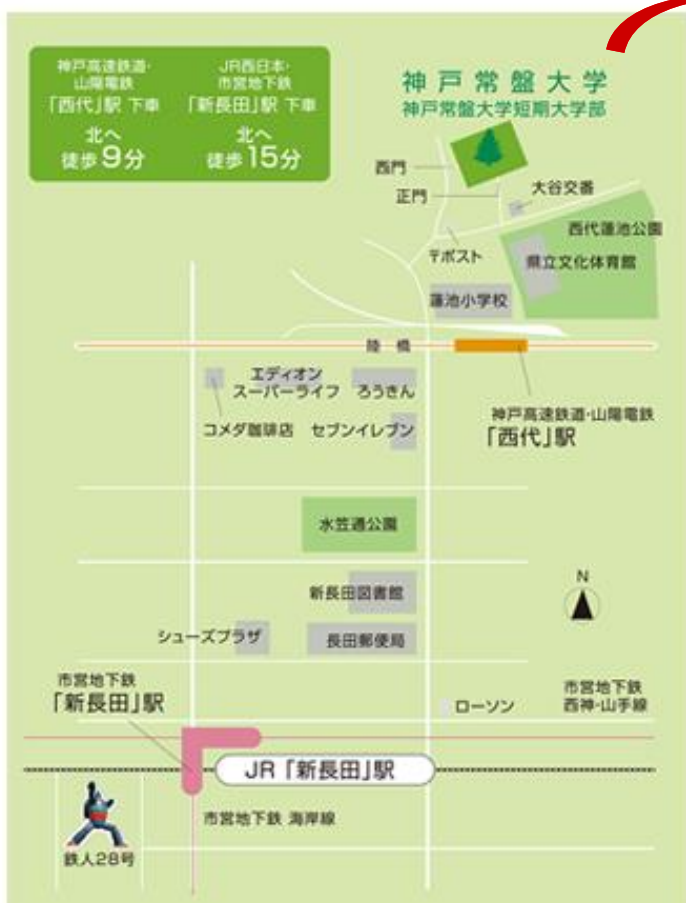 神戸高速鉄道・
山陽電鉄
「西代」駅 下車
北へ
徒歩9分
JR西日本・
市営地下鉄
「新長田」駅 下車
北へ
徒歩15分
神戸常盤大学
神戸常盤大学短期大学部
西門
正門
大谷交番
西代蓮池公園
〒ポスト
県立文化体育館
蓮池小学校
陸橋
エディオン
スーパーライフ
ろうきん
コメダ珈琲店
セブンイレブン
神戸高速鉄道・山陽電鉄
「西代」駅
水笠通公園
新長田図書館
N
シューズプラザ
長田郵便局
市営地下鉄
「新長田」駅
ローソン
市営地下鉄
西神・山手線
JR「新長田」駅
市営地下鉄 海岸線
鉄人28号